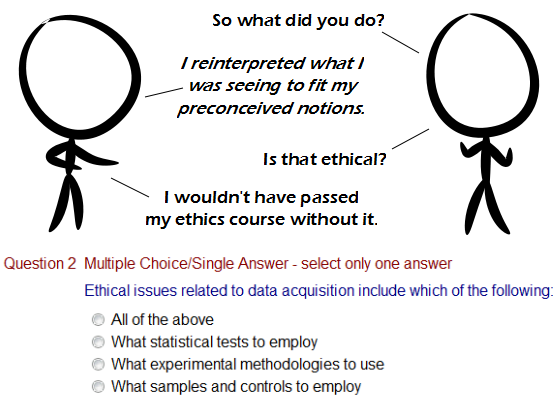 So what did you do?
I reinterpreted what I
was seeing to fit my
preconceived notions.
Is that ethical?
I wouldn't have passed
my ethics course without it.
Question 2 Multiple Choice/Single Answer - select only one answer
Ethical issues related to data acquisition include which of the following:
All of the above
What statistical tests to employ
What experimental methodologies to use
What samples and controls to employ